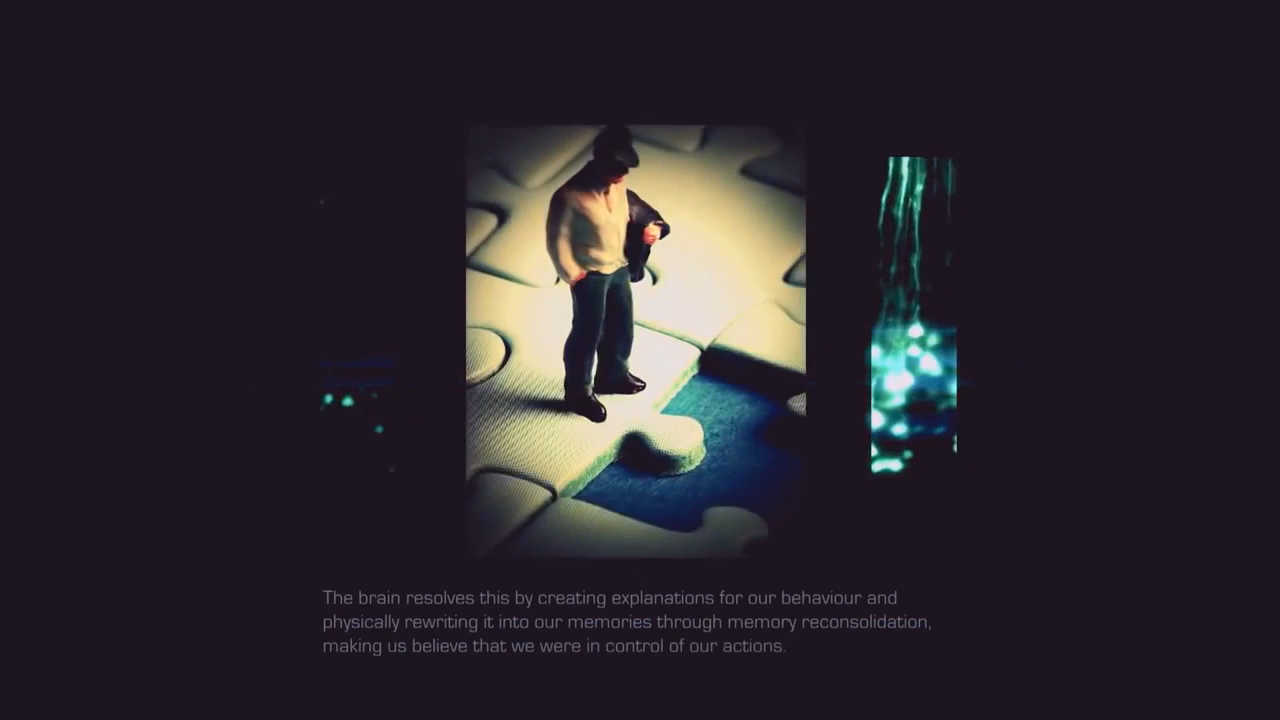 The brain resolves this by creating explanations for our behaviour and
physically rewriting it into our memories through memory reconsolidation,
making us believe that we were in control of our actions.